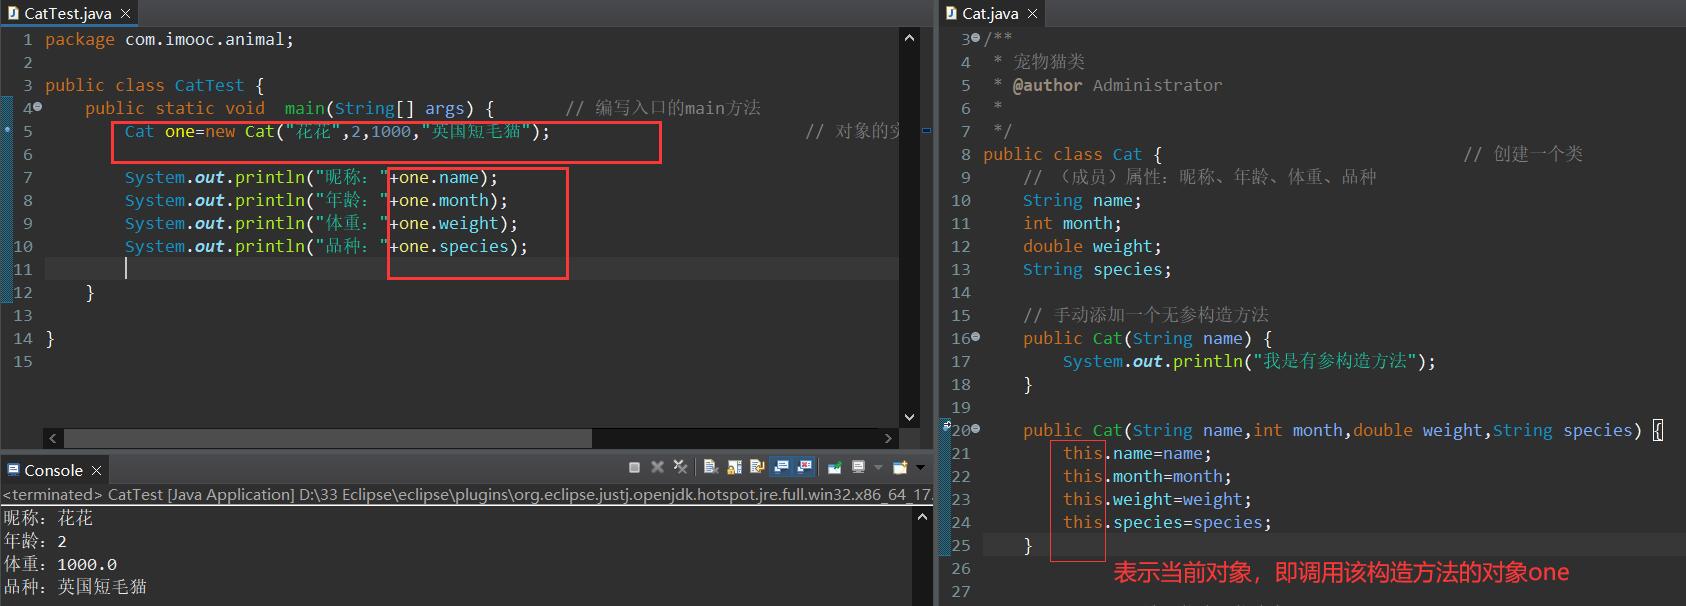 CatTest.java
1 package com.imooc.animal;
2
3 public class CatTest {
4 public static void main(String[] args) { // 编写入口的main方法
5 Cat one=new Cat("花花",2,1000,"英国短毛猫"); // 对象的实
6
7 System.out.println("昵称："+one.name);
8 System.out.println("年龄："+one.month);
9 System.out.println("体重："+one.weight);
10 System.out.println("品种："+one.species);
11
12 }
13
14 }
15
Console
<terminated> CatTest [Java Application] D:\33 Eclipse\eclipse\plugins\org.eclipse.justj.openjdk.hotspot.jre.full.win32.x86_64_17.
昵称：花花
年龄：2
体重：1000.0
品种：英国短毛猫
Cat.java
3 /**
4 * 宠物猫类
5 * @author Administrator
6 *
7 */
8 public class Cat { // 创建一个类
9 // （成员）属性：昵称、年龄、体重、品种
10 String name;
11 int month;
12 double weight;
13 String species;
14
15 // 手动添加一个无参构造方法
16 public Cat(String name) {
17 System.out.println("我是有参构造方法");
18 }
19
20 public Cat(String name,int month,double weight,String species) {
21 this.name=name;
22 this.month=month;
23 this.weight=weight;
24 this.species=species;
25 }
26 表示当前对象，即调用该构造方法的对象one
27